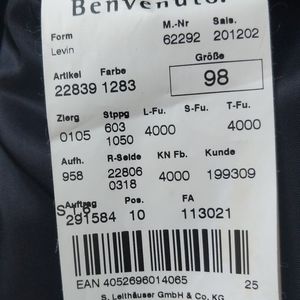 Benvenuto.
Form M.-Nr Sais.
Levin 62292 201202
Artikel Farbe Größe
22839 1283 98
Zierg Stppg L-Fu. S-Fu. T-Fu.
0105 603 4000 4000
1050
Aufh. R-Seide KN Fb. Kunde
958 22806 4000 199309
0318
Auftrag Pos. FA
291584 10 113021
EAN 4052696014065 25
S. Leithäuser GmbH & Co. KG